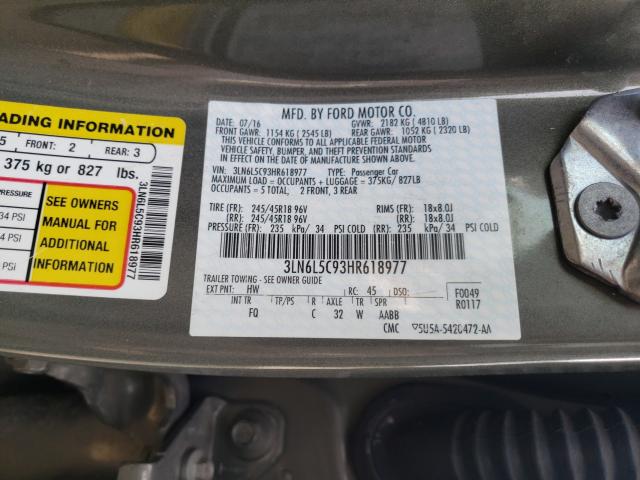 MFD. BY FORD MOTOR CO.
DATE: 07/16 GVWR: 2182 KG ( 4810 LB)
FRONT GAWR: 1154 KG ( 2545 LB) REAR GAWR: 1052 KG ( 2320 LB)
THIS VEHICLE CONFORMS TO ALL APPLICABLE FEDERAL MOTOR
VEHICLE SAFETY, BUMPER, AND THEFT PREVENTION STANDARDS
IN EFFECT ON THE DATE OF MANUFACTURE SHOWN ABOVE.
VIN: 3LN6L5C93HR618977 TYPE: Passenger Car
MAXIMUM LOAD = OCCUPANTS + LUGGAGE = 375KG/ 827LB
OCCUPANTS = 5 TOTAL, 2 FRONT, 3 REAR
TIRE (FR): 245/45R18 96V RIMS (FR): 18x8.0J
(RR): 245/45R18 96V (RR): 18x8.0J
PRESSURE (FR): 235 kPa/ 34 PSI COLD (RR): 235 kPa/ 34 PSI COLD
3LN6L5C93HR618977
TRAILER TOWING - SEE OWNER GUIDE
EXT PNT: HW RC: 45 DSO: F0049
INT TR TP/PS R AXLE TR SPR R0117
FQ C 32 W AABB
CMC 5U5A-5420472-AA
ADING INFORMATION
5 FRONT: 2 REAR: 3
375 kg or 827 lbs.
PRESSURE
34 PSI
34 PSI
PSI
SEE OWNERS
MANUAL FOR
ADDITIONAL
INFORMATION
3LN6L5C93HR618977